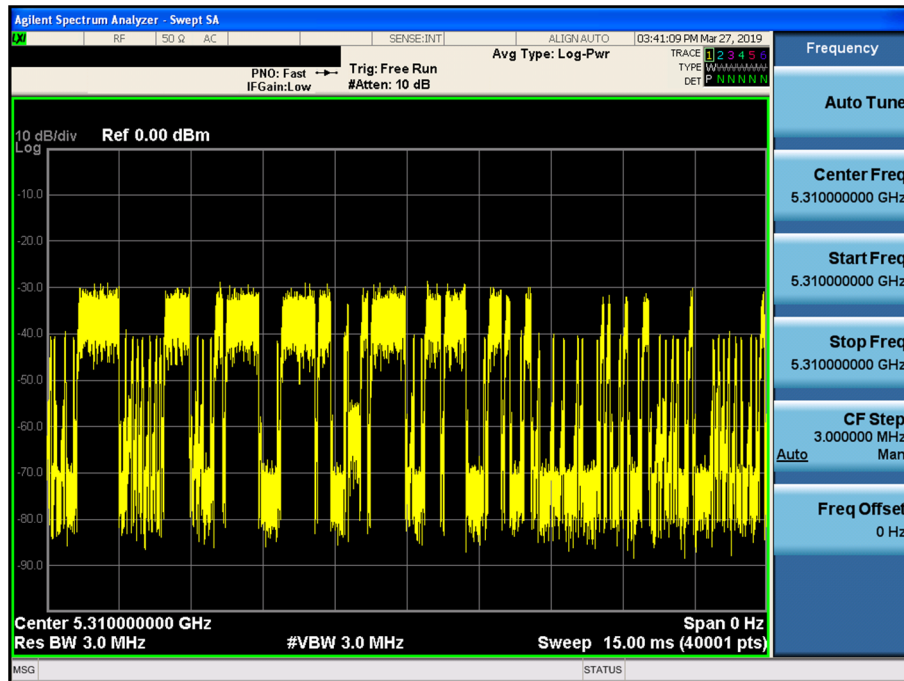 Agilent Spectrum Analyzer - Swept SA
LXI RF 50 Ω AC SENSE:INT ALIGN AUTO 03:41:09 PM Mar 27, 2019
Frequency
Avg Type: Log-Pwr
TRACE 1 2 3 4 5 6
PNO: Fast Trig: Free Run
TYPE WWWWWW
IFGain:Low #Atten: 10 dB
DET P N N N N N
Auto Tune
10 dB/div Ref 0.00 dBm
Log
Center Freq
5.310000000 GHz
-10.0
-20.0
Start Freq
5.310000000 GHz
-30.0
-40.0
Stop Freq
5.310000000 GHz
-50.0
-60.0
CF Step
3.000000 MHz
Auto Man
-70.0
-80.0
Freq Offset
0 Hz
-90.0
Center 5.310000000 GHz Span 0 Hz
Res BW 3.0 MHz #VBW 3.0 MHz Sweep 15.00 ms (40001 pts)
MSG STATUS